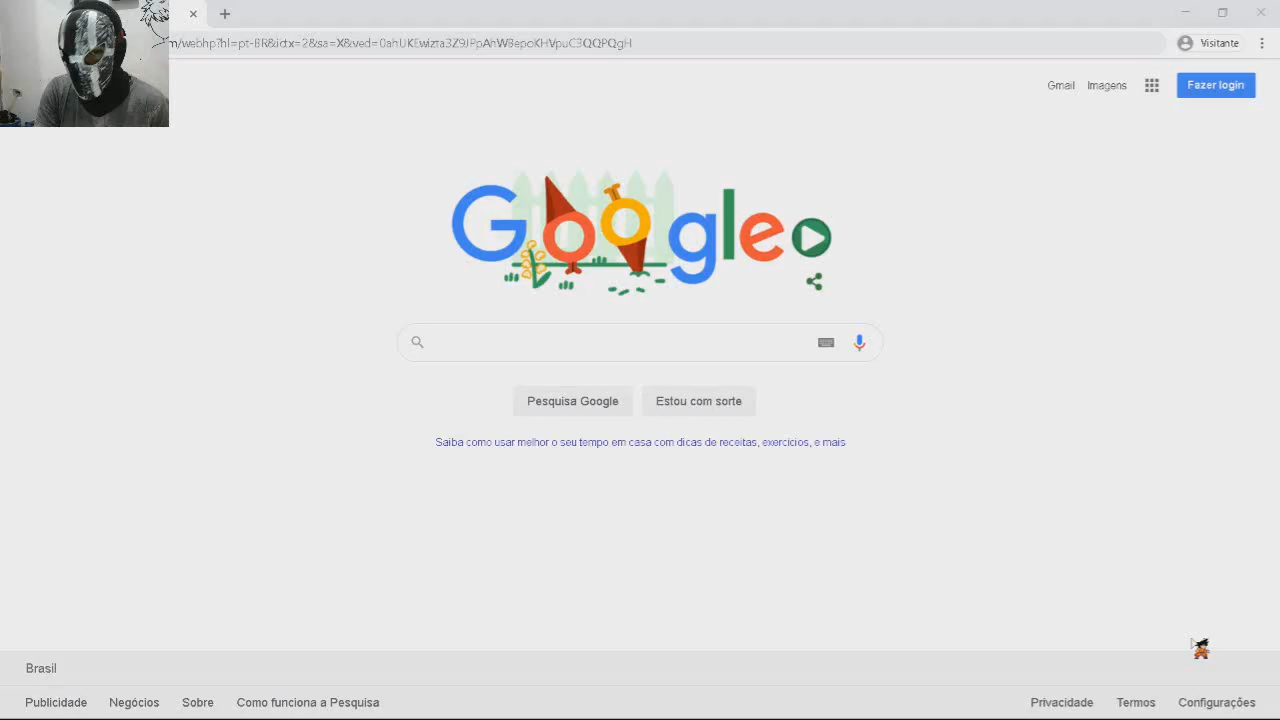 m/webhp?hl=pt-BR&ictx=2&sa=X&ved=0ahUKEwizta3Z9JPpAhW8epoKHVpuC3QQPQgH
Visitante
Gmail Imagens Fazer login
Google
Pesquisa Google Estou com sorte
Saiba como usar melhor o seu tempo em casa com dicas de receitas, exercícios, e mais
Brasil
Publicidade Negócios Sobre Como funciona a Pesquisa Privacidade Termos Configurações